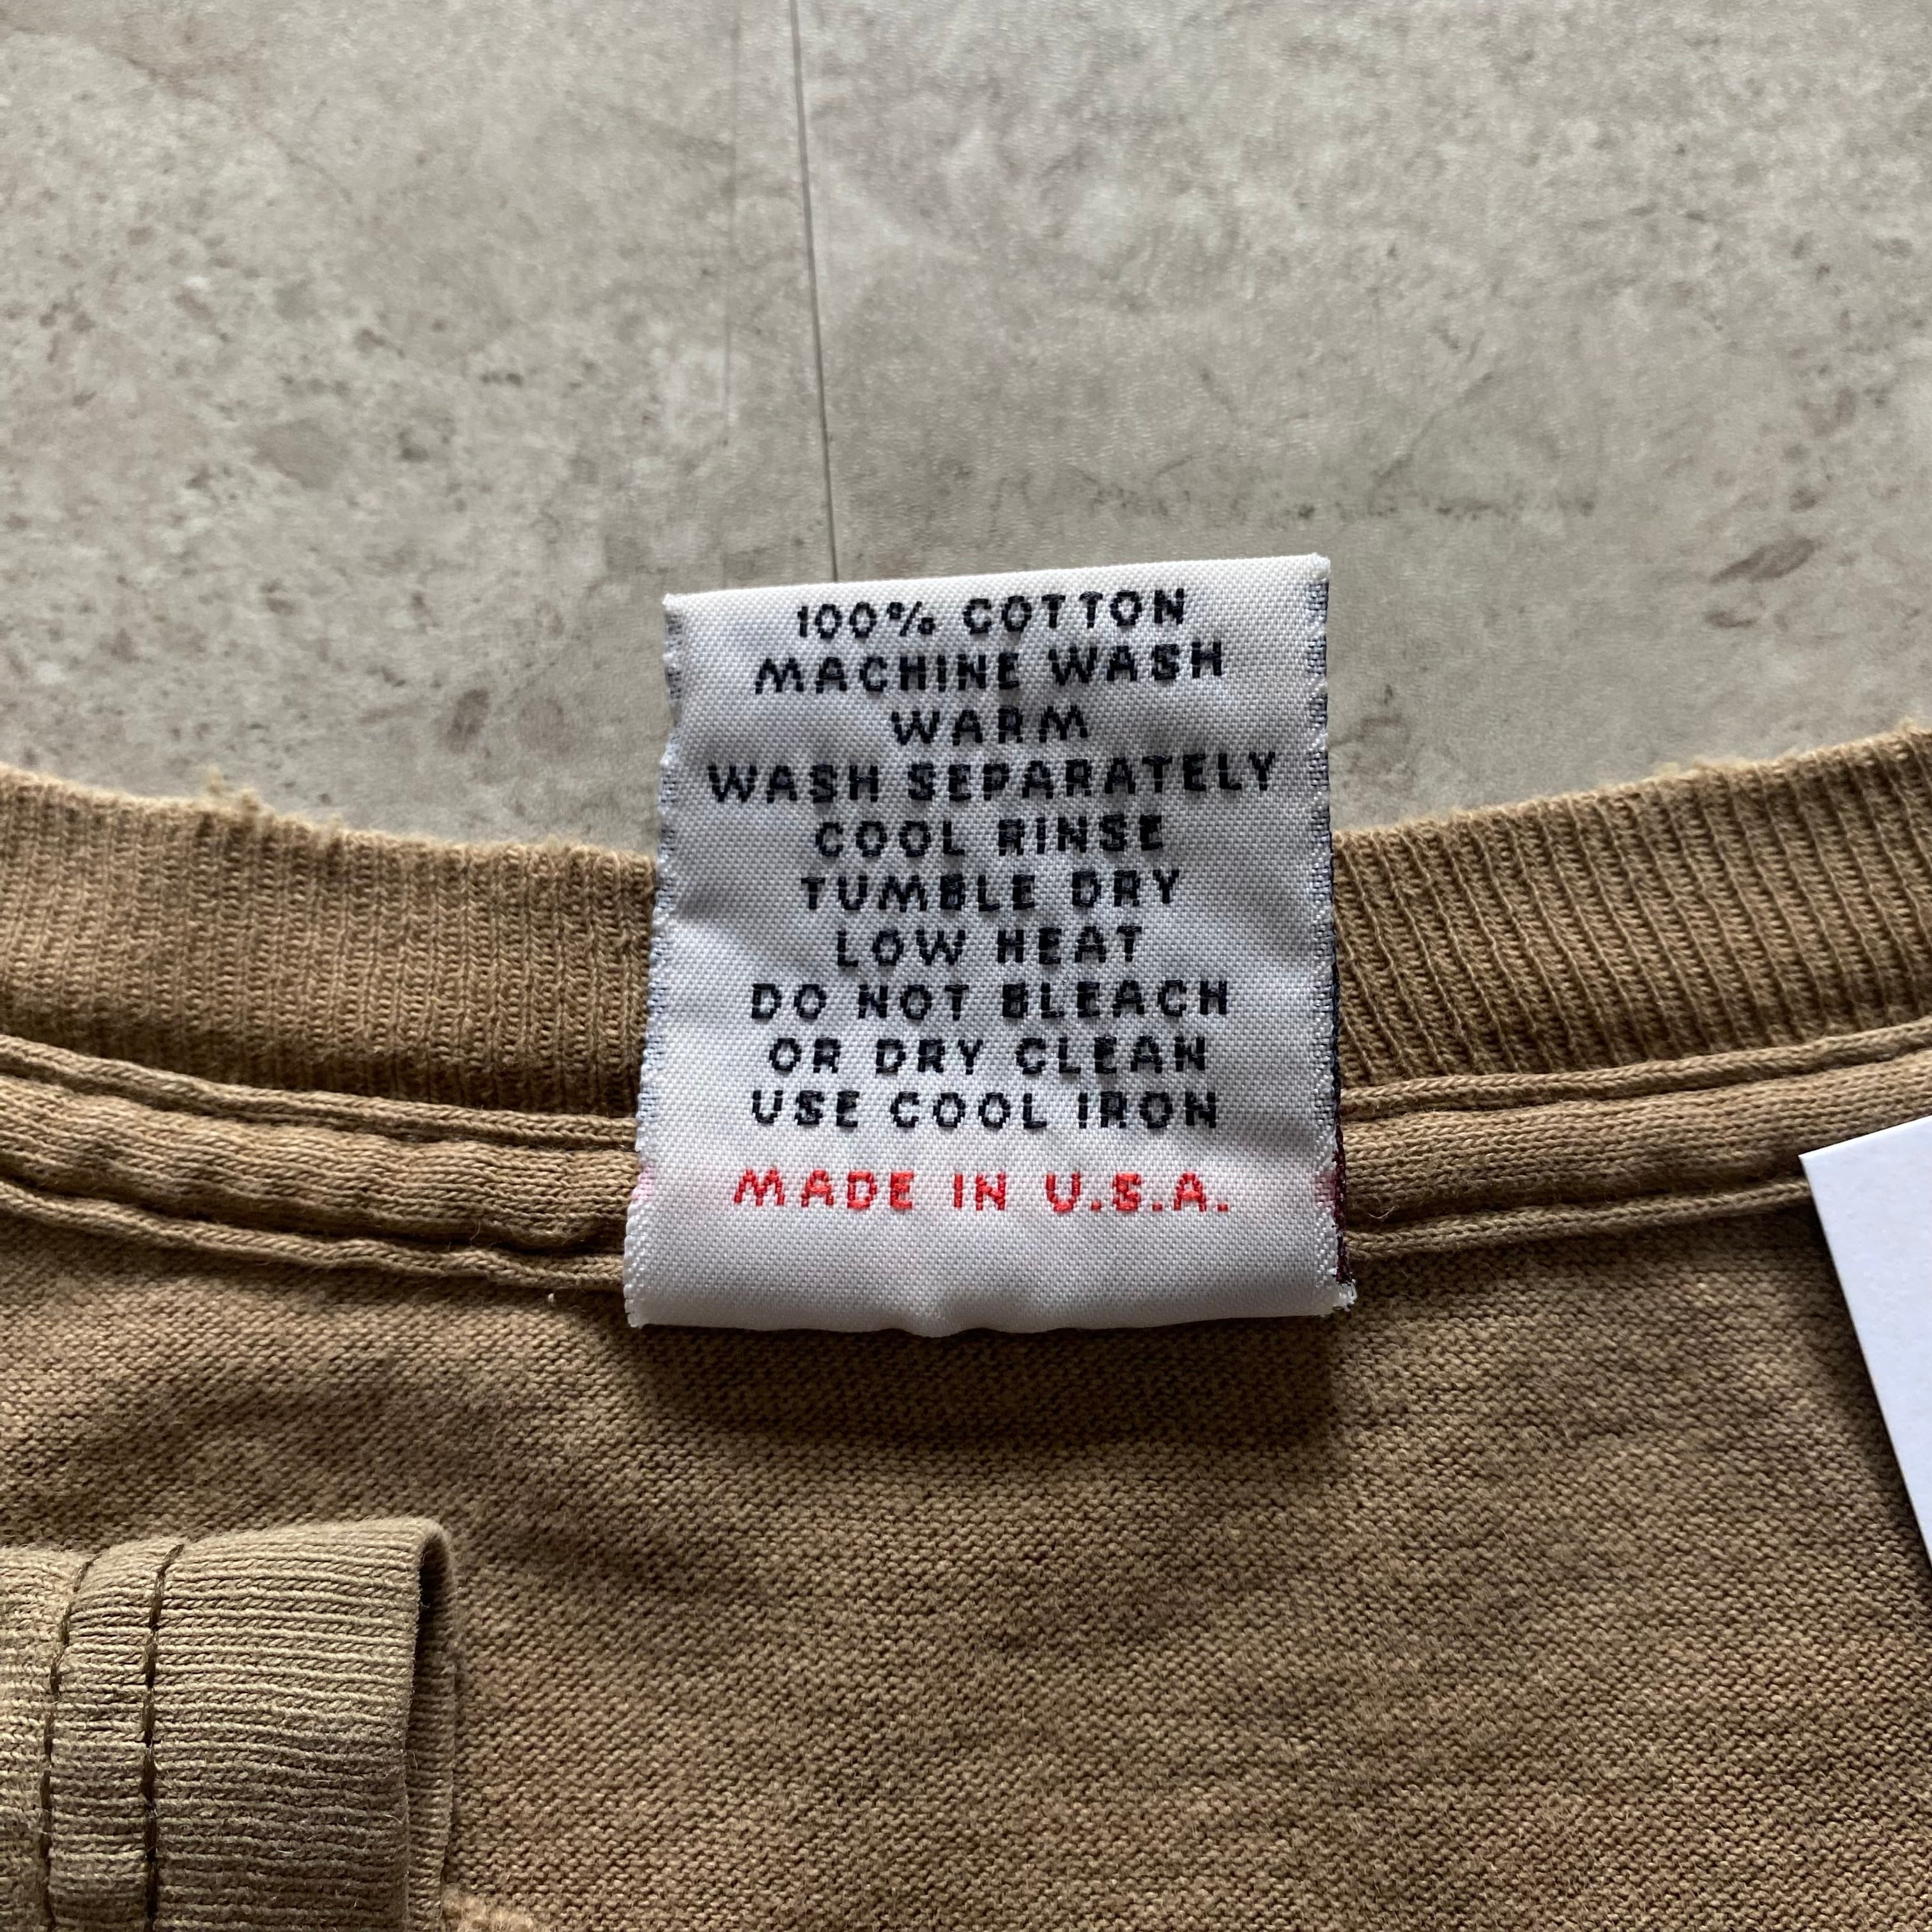 100% COTTON
MACHINE WASH
WARM
WASH SEPARATELY
COOL RINSE
TUMBLE DRY
LOW HEAT
DO NOT BLEACH
OR DRY CLEAN
USE COOL IRON
MADE IN U.S.A.